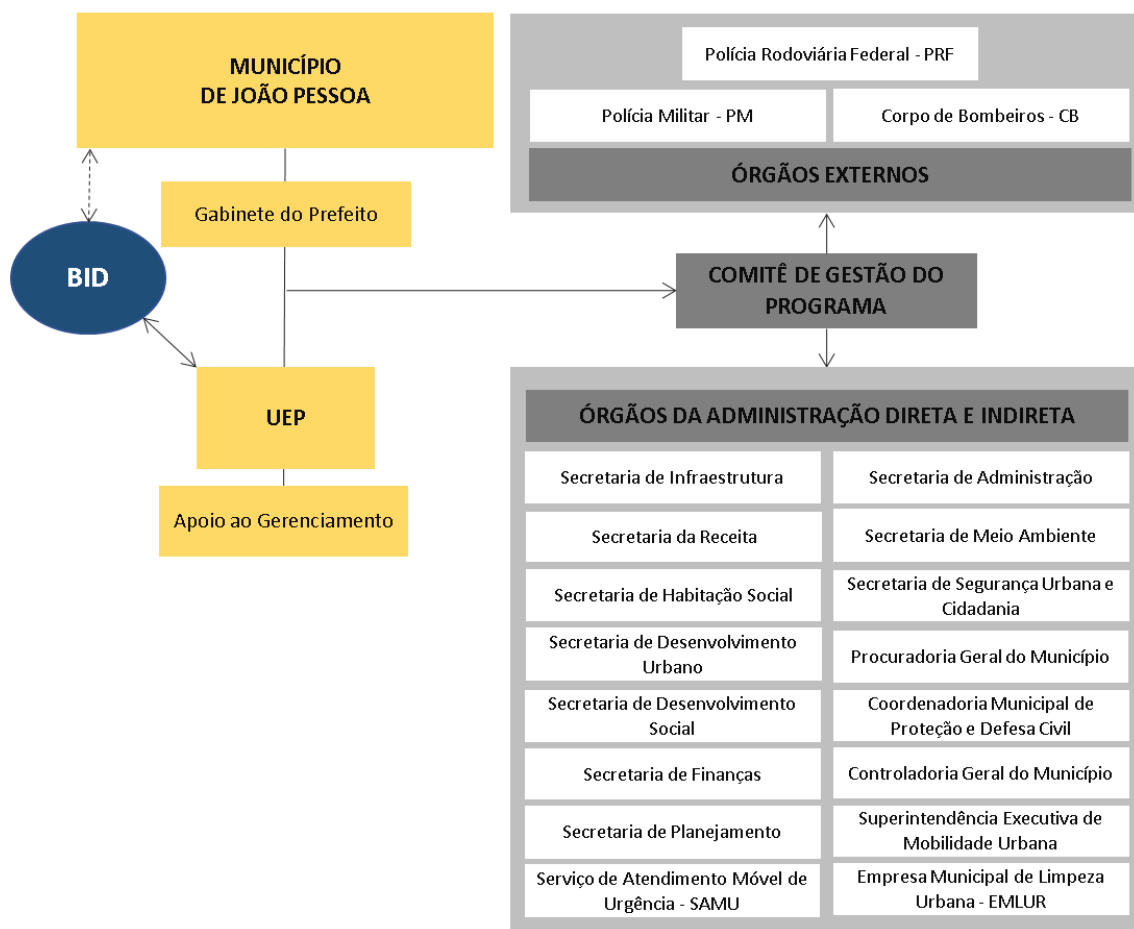 MUNICÍPIO
DE JOÃO PESSOA
Gabinete do Prefeito
BID
UEP
Apoio ao Gerenciamento
Polícia Rodoviária Federal - PRF
Polícia Militar - PM
Corpo de Bombeiros - CB
ÓRGÃOS EXTERNOS
COMITÊ DE GESTÃO DO
PROGRAMA
ÓRGÃOS DA ADMINISTRAÇÃO DIRETA E INDIRETA
Secretaria de Infraestrutura
Secretaria de Administração
Secretaria da Receita
Secretaria de Meio Ambiente
Secretaria de Habitação Social
Secretaria de Segurança Urbana e
Cidadania
Secretaria de Desenvolvimento
Urbano
Procuradoria Geral do Município
Secretaria de Desenvolvimento
Social
Coordenadoria Municipal de
Proteção e Defesa Civil
Secretaria de Finanças
Controladoria Geral do Município
Secretaria de Planejamento
Superintendência Executiva de
Mobilidade Urbana
Serviço de Atendimento Móvel de
Urgência - SAMU
Empresa Municipal de Limpeza
Urbana - EMLUR